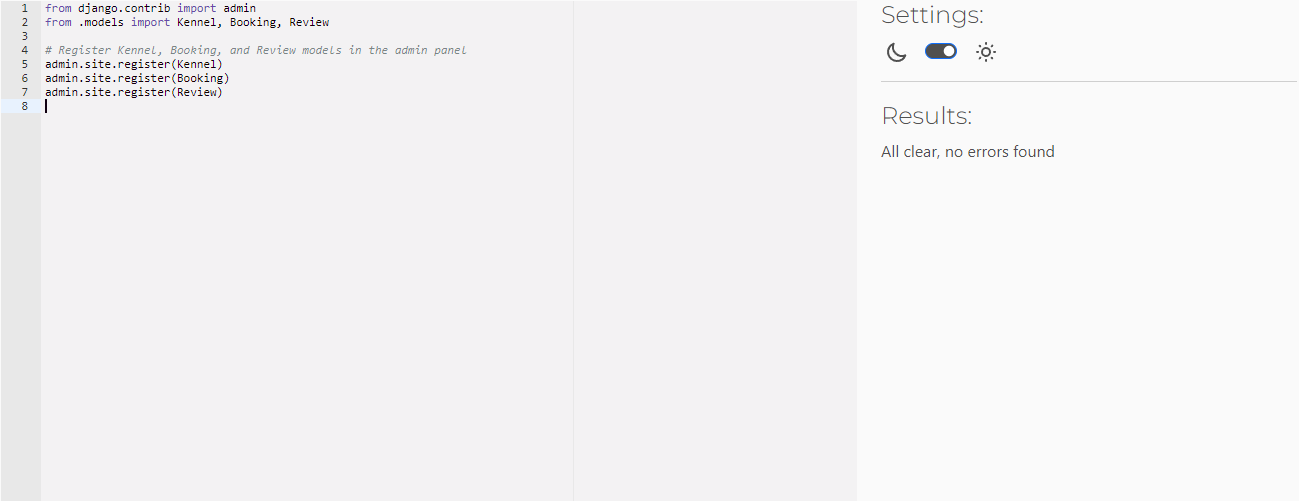 1 from django.contrib import admin
2 from .models import Kennel, Booking, Review
3
4 # Register Kennel, Booking, and Review models in the admin panel
5 admin.site.register(Kennel)
6 admin.site.register(Booking)
7 admin.site.register(Review)
8
Settings:
Results:
All clear, no errors found